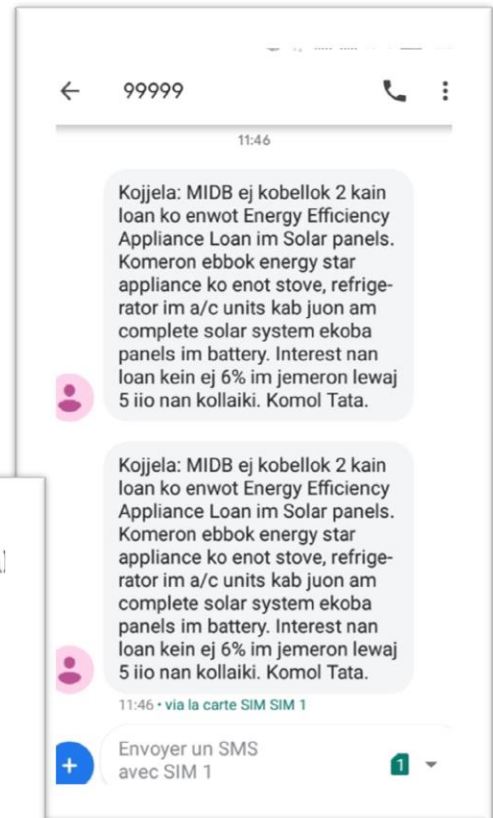 99999
11:46
Kojjela: MIDB ej kobellok 2 kain
loan ko enwot Energy Efficiency
Appliance Loan im Solar panels.
Komeron ebbok energy star
appliance ko enot stove, refrige-
rator im a/c units kab juon am
complete solar system ekoba
panels im battery. Interest nan
loan kein ej 6% im jemeron lewaj
5 iio nan kollaiki. Komol Tata.
Kojjela: MIDB ej kobellok 2 kain
loan ko enwot Energy Efficiency
Appliance Loan im Solar panels.
Komeron ebbok energy star
appliance ko enot stove, refrige-
rator im a/c units kab juon am
complete solar system ekoba
panels im battery. Interest nan
loan kein ej 6% im jemeron lewaj
5 iio nan kollaiki. Komol Tata.
11:46 • via la carte SIM SIM 1
Envoyer un SMS
avec SIM 1
1